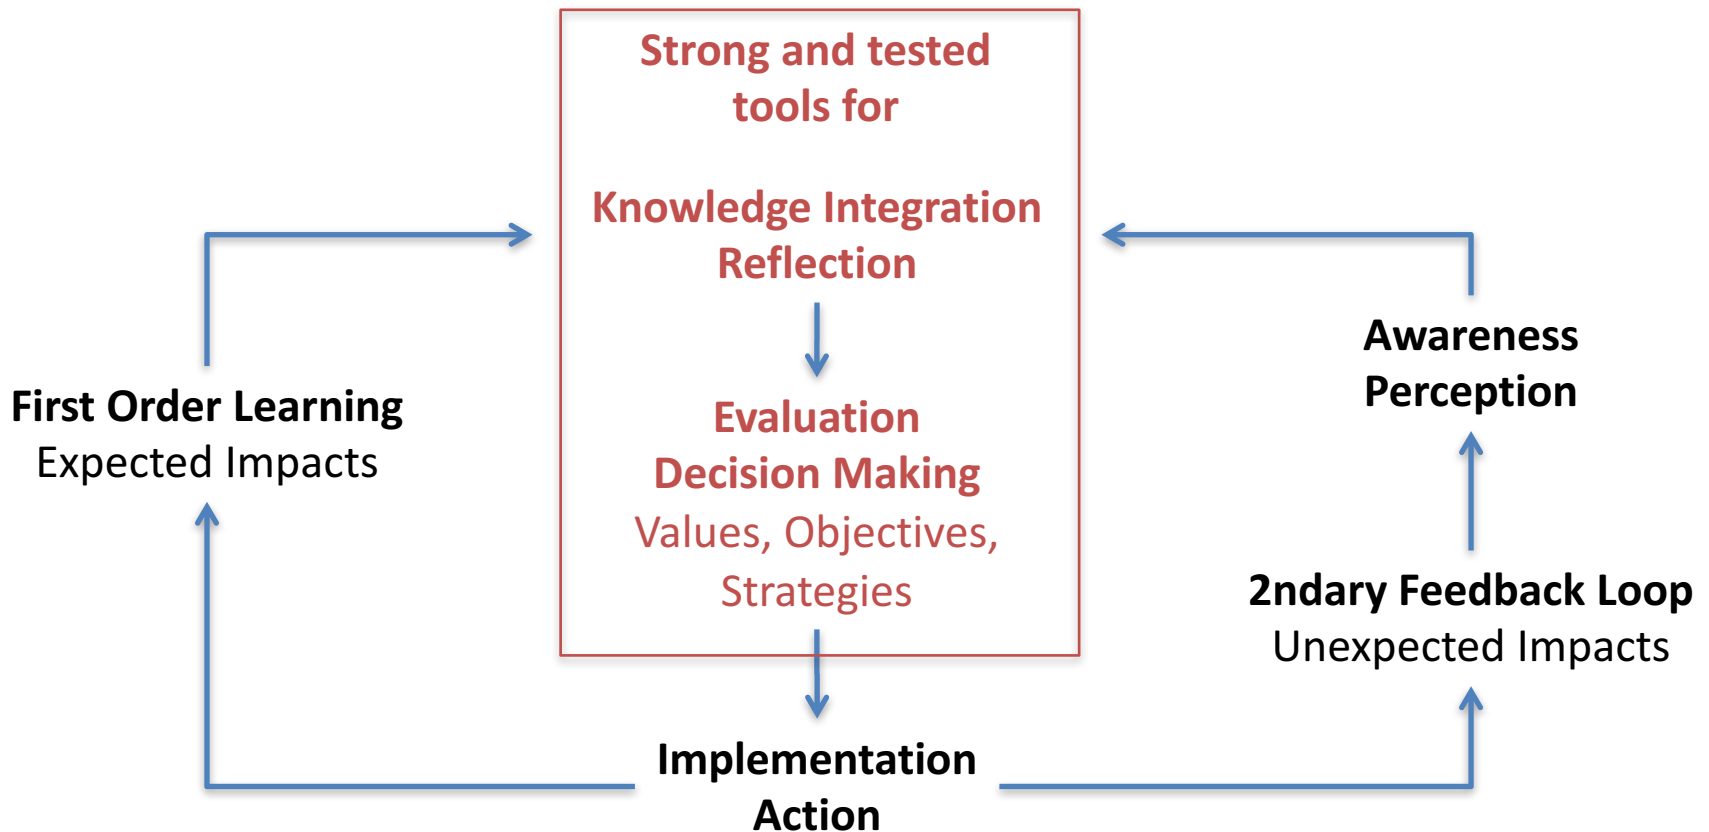 Strong and tested
tools for
Knowledge Integration
Reflection
Evaluation
Decision Making
Values, Objectives,
Strategies
First Order Learning
Expected Impacts
Awareness
Perception
2ndary Feedback Loop
Unexpected Impacts
Implementation
Action